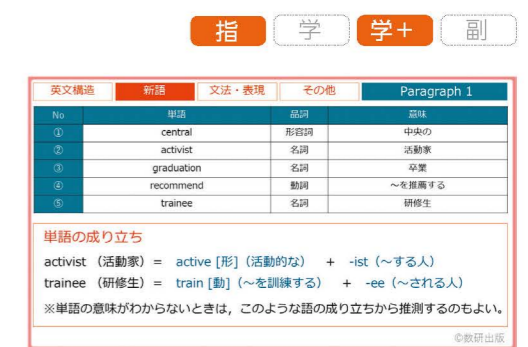 指 学 学+ 副
英文構造 新語 文法・表現 その他 Paragraph 1
No 単語 品詞 意味
① central 形容詞 中央の
② activist 名詞 活動家
③ graduation 名詞 卒業
④ recommend 動詞 ～を推薦する
⑤ trainee 名詞 研修生
単語の成り立ち
activist （活動家）＝ active [形]（活動的な） + -ist（～する人）
trainee （研修生）＝ train [動]（～を訓練する） + -ee（～される人）
※単語の意味がわからないときは，このような語の成り立ちから推測するのもよい。
©数研出版